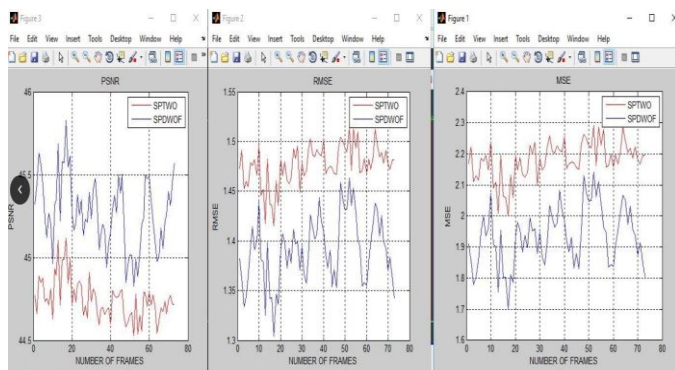 Figure 3
File Edit View Insert Tools Desktop Window Help
PSNR
46
45.5
45
44.5
PSNR
SPTWO
SPDWOF
0 20 40 60 80
NUMBER OF FRAMES
Figure 2
File Edit View Insert Tools Desktop Window Help
RMSE
1.55
1.5
1.45
1.4
1.35
1.3
RMSE
SPTWO
SPDWOF
0 10 20 30 40 50 60 70 80
NUMBER OF FRAMES
Figure 1
File Edit View Insert Tools Desktop Window Help
MSE
2.4
2.3
2.2
2.1
2
1.9
1.8
1.7
1.6
MSE
SPTWO
SPDWOF
0 10 20 30 40 50 60 70 80
NUMBER OF FRAMES